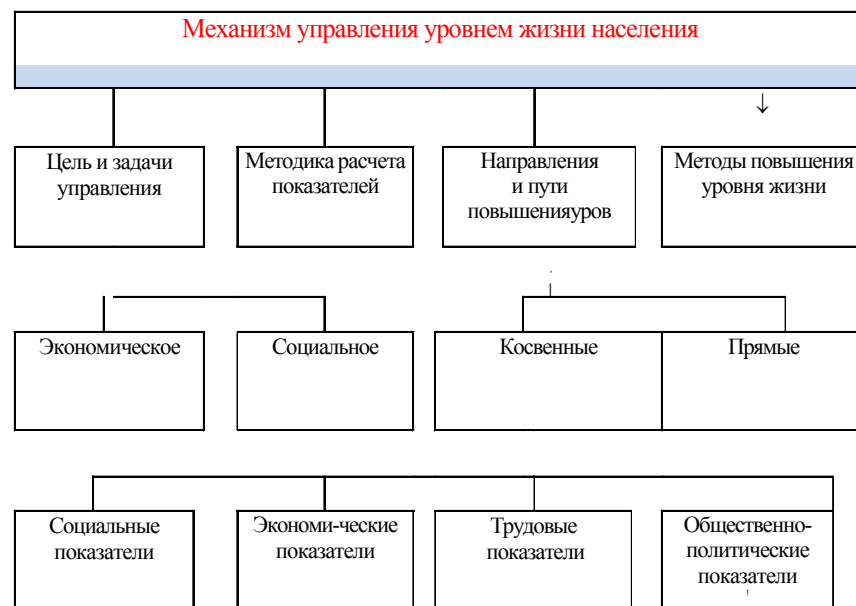 Механизм управления уровнем жизни населения
Цель и задачи
управления
Методика расчета
показателей
Направления
и пути
повышенияуров
Методы повышения
уровня жизни
Экономическое
Социальное
Косвенные
Прямые
Социальные
показатели
Экономи-ческие
показатели
Трудовые
показатели
Общественно-
политические
показатели